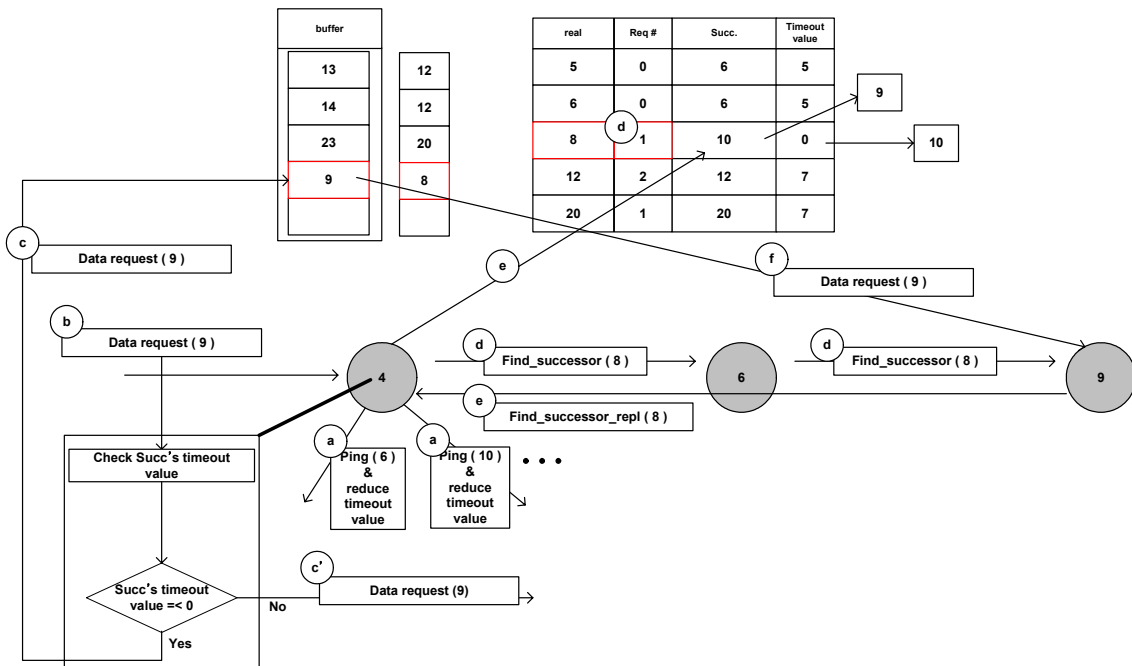 buffer
13
14
23
9
12
12
20
8
real Req # Succ. Timeout
value
5 0 6 5
6 0 6 5
d
8 1 10 0
12 2 12 7
20 1 20 7
9
10
c
Data request ( 9 )
e
f
Data request ( 9 )
b
Data request ( 9 )
4
d
Find_successor ( 8 )
6
d
Find_successor ( 8 )
9
e
Find_successor_repl ( 8 )
a
Ping ( 6 )
&
reduce
timeout
value
a
Ping ( 10 )
&
reduce
timeout
value
• • •
Check Succ’s timeout
value
Succ’s timeout
value =< 0
No
Yes
c’
Data request (9)